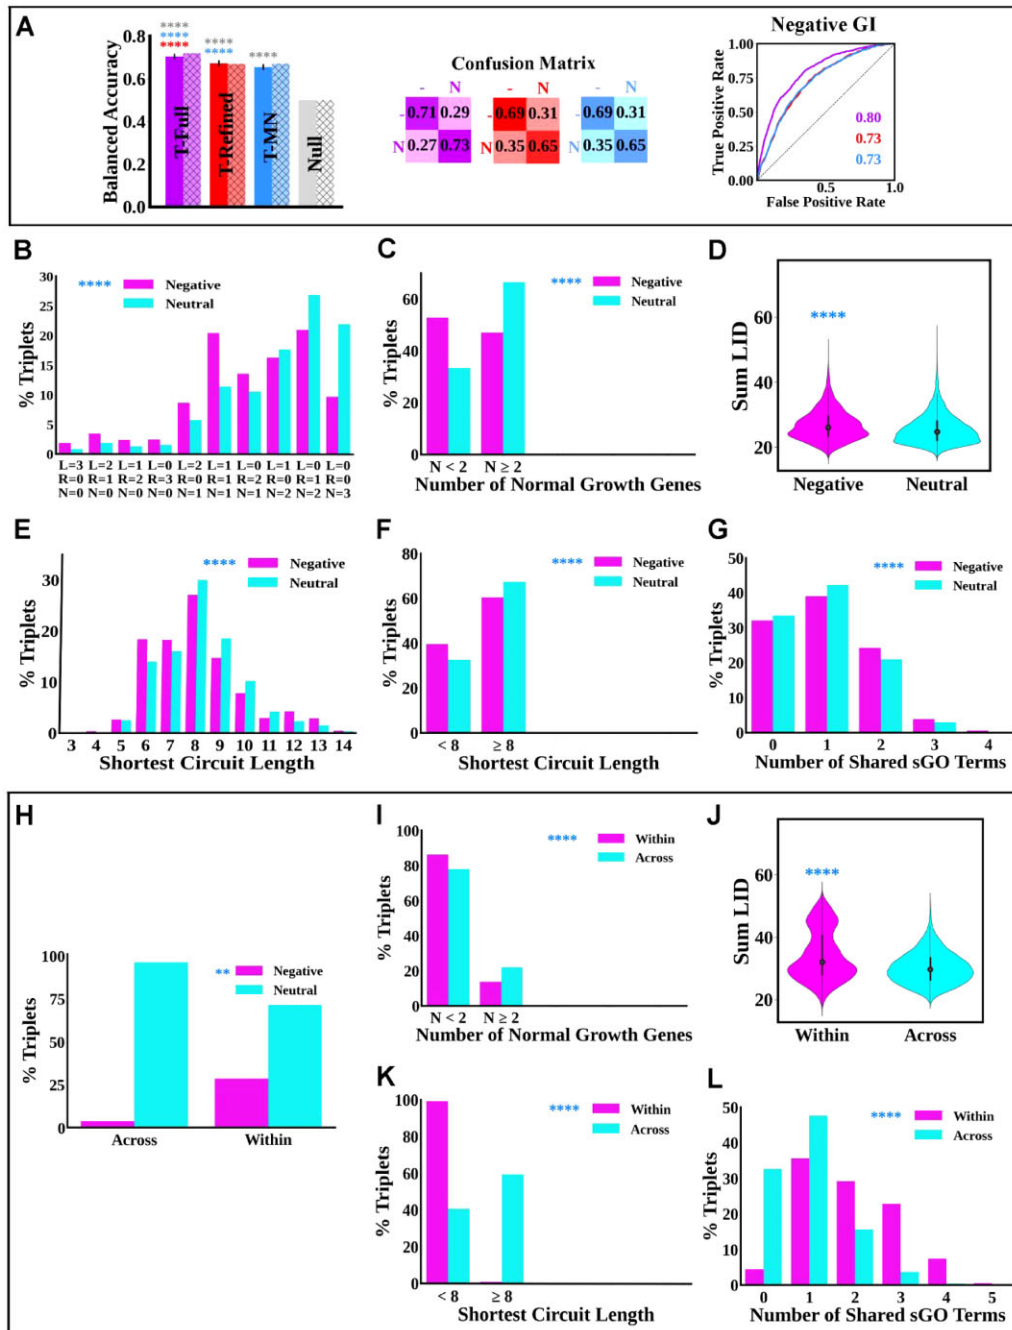 A
Balanced Accuracy
0.8
0.6
0.4
0.2
0.0
****
****
****
****
****
****
T-Full
T-Refined
T-MN
Null
Confusion Matrix
- N
- 0.71 0.29
N 0.27 0.73
- N
- 0.69 0.31
N 0.35 0.65
- N
- 0.69 0.31
N 0.35 0.65
Negative GI
True Positive Rate
1.00
0.75
0.50
0.25
0.00
0.80
0.73
0.73
0.5 1.0
False Positive Rate
B
% Triplets
30
25
20
15
10
5
0
****
Negative
Neutral
L=3 L=2 L=1 L=0 L=2 L=1 L=0 L=1 L=0 L=0
R=0 R=1 R=2 R=3 R=0 R=1 R=2 R=0 R=1 R=0
N=0 N=0 N=0 N=0 N=1 N=1 N=1 N=2 N=2 N=3
C
% Triplets
60
40
20
0
****
Negative
Neutral
N < 2 N ≥ 2
Number of Normal Growth Genes
D
Sum LID
60
40
20
****
Negative Neutral
E
% Triplets
30
20
10
0
****
Negative
Neutral
3 4 5 6 7 8 9 10 11 12 13 14
Shortest Circuit Length
F
% Triplets
80
60
40
20
0
****
Negative
Neutral
< 8 ≥ 8
Shortest Circuit Length
G
% Triplets
50
40
30
20
10
0
****
Negative
Neutral
0 1 2 3 4
Number of Shared sGO Terms
H
% Triplets
100
75
50
25
0
**
Negative
Neutral
Across Within
I
% Triplets
100
80
60
40
20
0
****
Within
Across
N < 2 N ≥ 2
Number of Normal Growth Genes
J
Sum LID
60
40
20
****
Within Across
K
% Triplets
100
80
60
40
20
0
****
Within
Across
< 8 ≥ 8
Shortest Circuit Length
L
% Triplets
50
40
30
20
10
0
****
Within
Across
0 1 2 3 4 5
Number of Shared sGO Terms